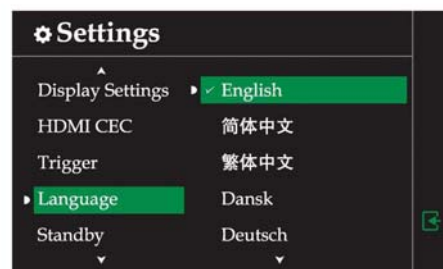 Settings
Display Settings
HDMI CEC
Trigger
Language
Standby
English
简体中文
繁体中文
Dansk
Deutsch